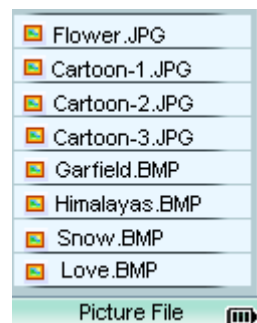 Flower.JPG
Cartoon-1.JPG
Cartoon-2.JPG
Cartoon-3.JPG
Garfield.BMP
Himalayas.BMP
Snow.BMP
Love.BMP
Picture File